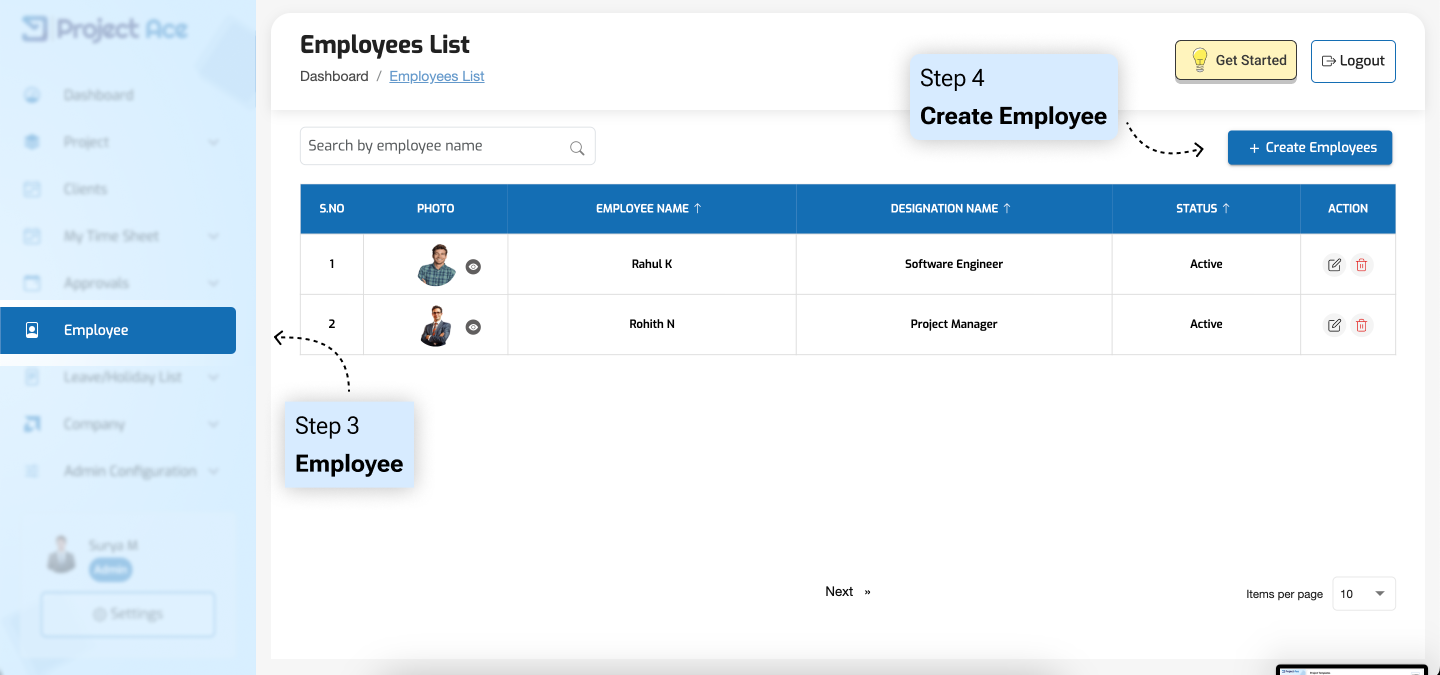 Project Ace
Dashboard
Project
Clients
My Time Sheet
Approvals
Employee
Leave/Holiday List
Company
Admin Configuration
Surya M
Admin
Settings
Employees List
Dashboard / Employees List
Get Started
Logout
Step 4
Create Employee
Search by employee name
+ Create Employees
S.NO PHOTO EMPLOYEE NAME ↑ DESIGNATION NAME ↑ STATUS ↑ ACTION
1 Rahul K Software Engineer Active
2 Rohith N Project Manager Active
Step 3
Employee
Next »
Items per page 10